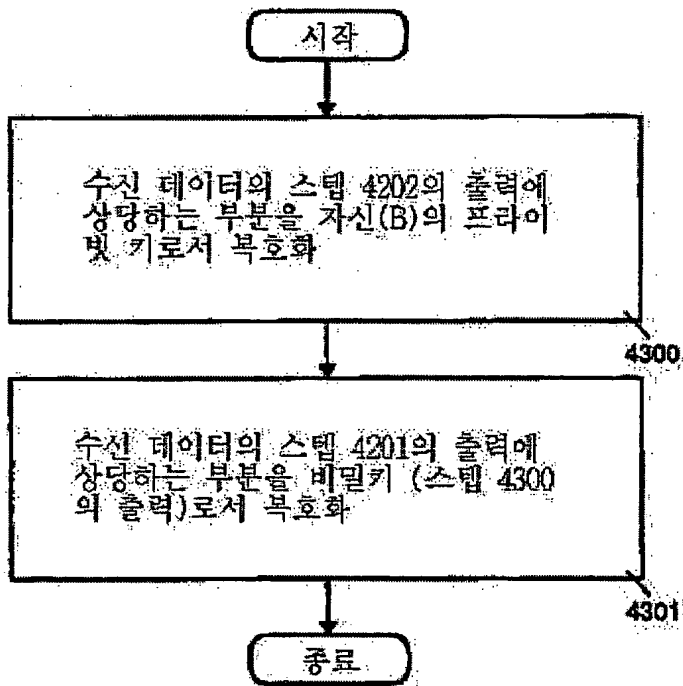 시작
수신 데이터의 스텝 4202의 출력에
상당하는 부분을 자신(B)의 프라이
빗 키로서 복호화
4300
수신 데이터의 스텝 4201의 출력에
상당하는 부분을 비밀키 (스텝 4300
의 출력)로서 복호화
4301
종료